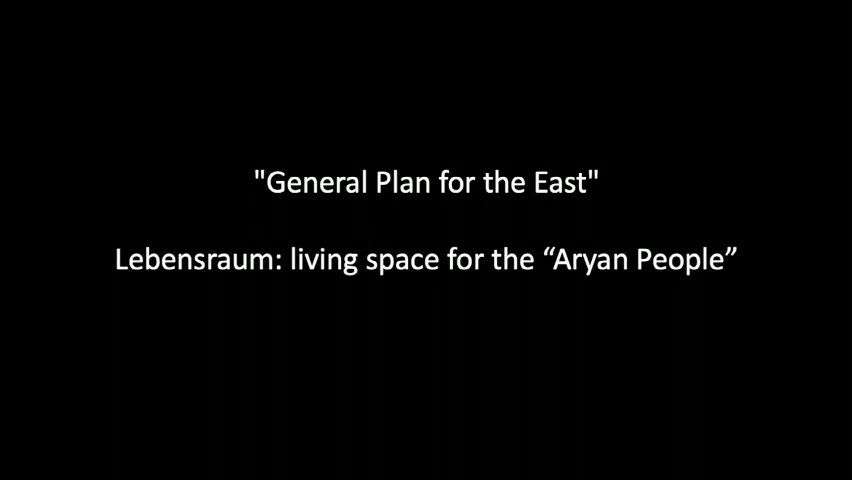 "General Plan for the East"
Lebensraum: living space for the “Aryan People”